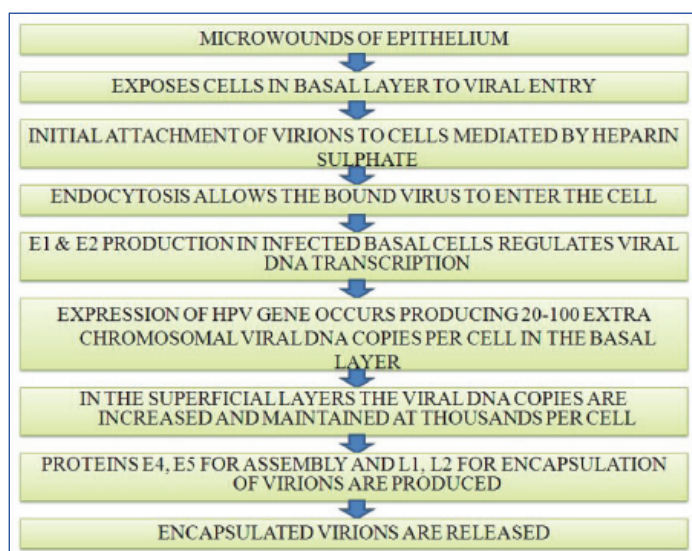 MICROWOUNDS OF EPITHELIUM
EXPOSES CELLS IN BASAL LAYER TO VIRAL ENTRY
INITIAL ATTACHMENT OF VIRIONS TO CELLS MEDIATED BY HEPARIN
SULPHATE
ENDOCYTOSIS ALLOWS THE BOUND VIRUS TO ENTER THE CELL
E1 & E2 PRODUCTION IN INFECTED BASAL CELLS REGULATES VIRAL
DNA TRANSCRIPTION
EXPRESSION OF HPV GENE OCCURS PRODUCING 20-100 EXTRA
CHROMOSOMAL VIRAL DNA COPIES PER CELL IN THE BASAL
LAYER
IN THE SUPERFICIAL LAYERS THE VIRAL DNA COPIES ARE
INCREASED AND MAINTAINED AT THOUSANDS PER CELL
PROTEINS E4, E5 FOR ASSEMBLY AND L1, L2 FOR ENCAPSULATION
OF VIRIONS ARE PRODUCED
ENCAPSULATED VIRIONS ARE RELEASED